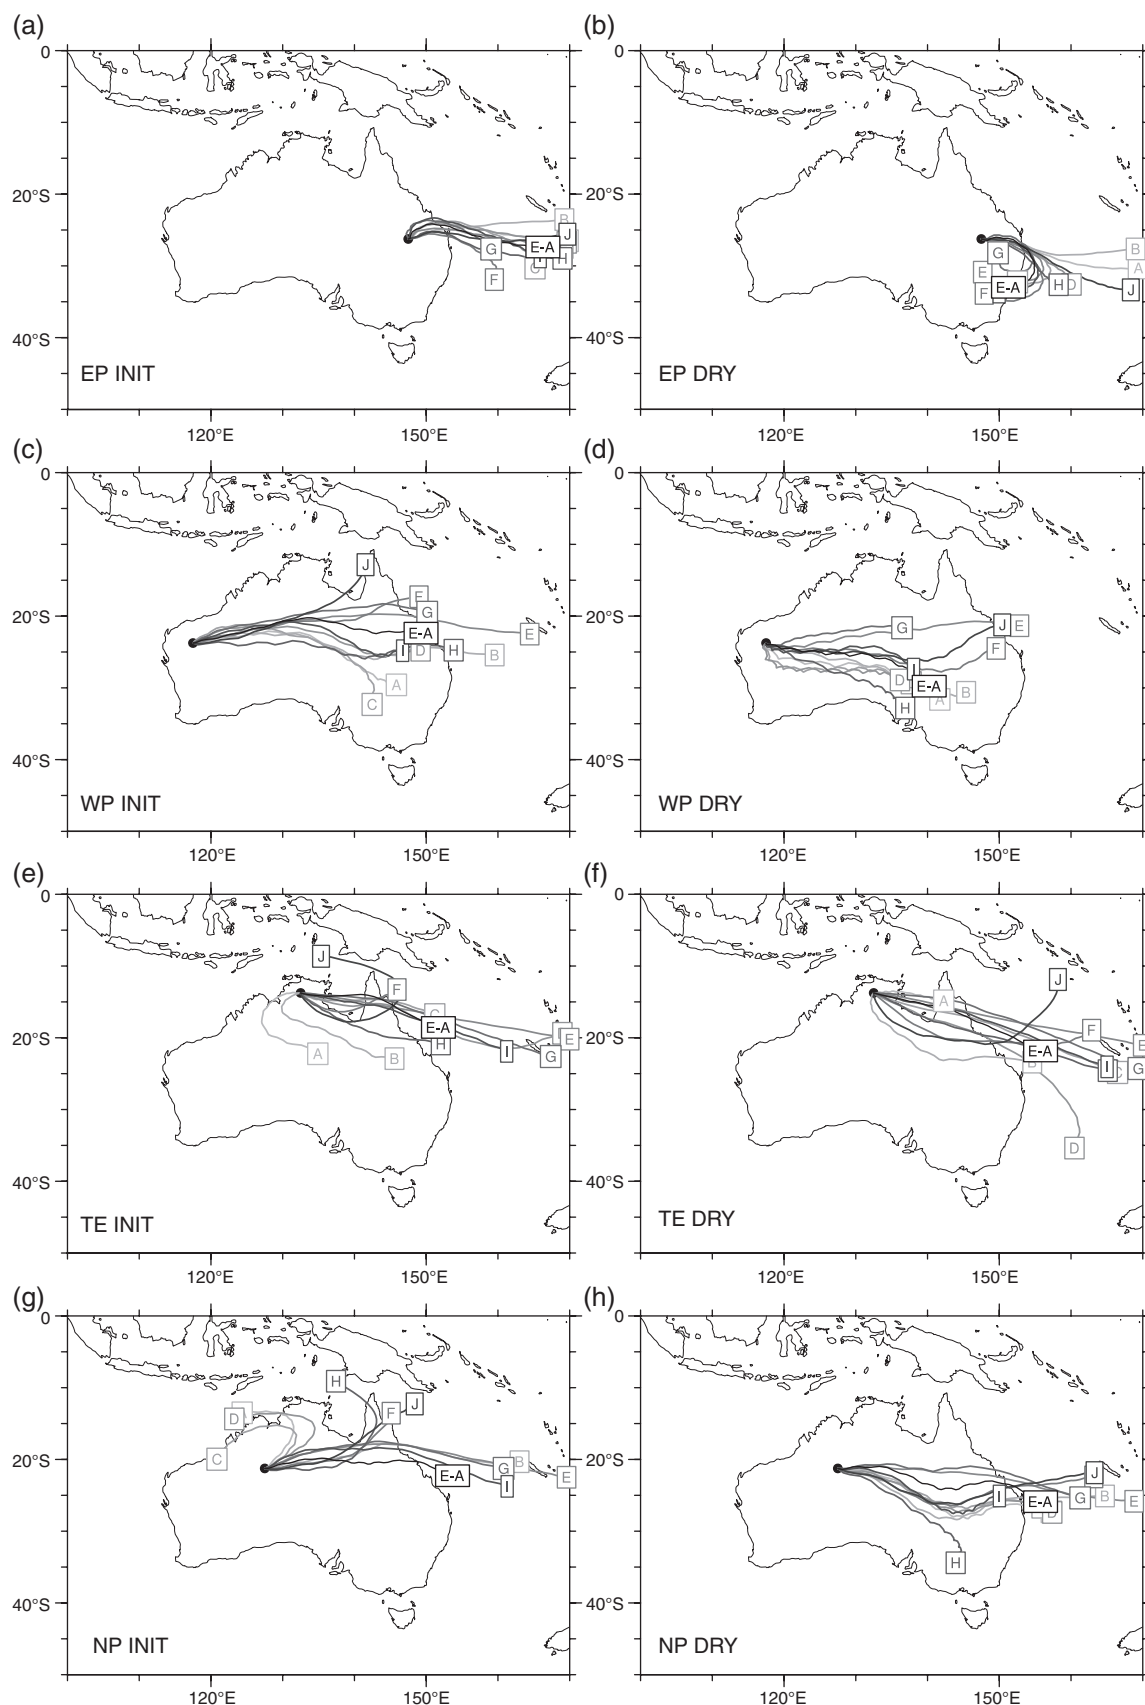 (a)
(b)
0
0
20°S
20°S
40°S
40°S
B
J
G
E-A
H
F
G
EP INIT
120°E
150°E
B
A
G
E
E-A
F
H
D
J
EP DRY
120°E
150°E
(c)
(d)
0
0
20°S
20°S
40°S
40°S
J
F
G
E-A
E
I
D
H
B
A
C
WP INIT
120°E
150°E
G
J
E
F
I
D
E-A
B
A
H
WP DRY
120°E
150°E
(e)
(f)
0
0
20°S
20°S
40°S
40°S
J
F
C
E-A
H
I
G
E
A
B
TE INIT
120°E
150°E
J
A
F
E-A
E
B
I
C
G
D
TE DRY
120°E
150°E
(g)
(h)
0
0
20°S
20°S
40°S
40°S
H
F
J
D
C
E-A
G
B
I
E
NP INIT
120°E
150°E
J
I
E-A
G
B
E
D
H
NP DRY
120°E
150°E